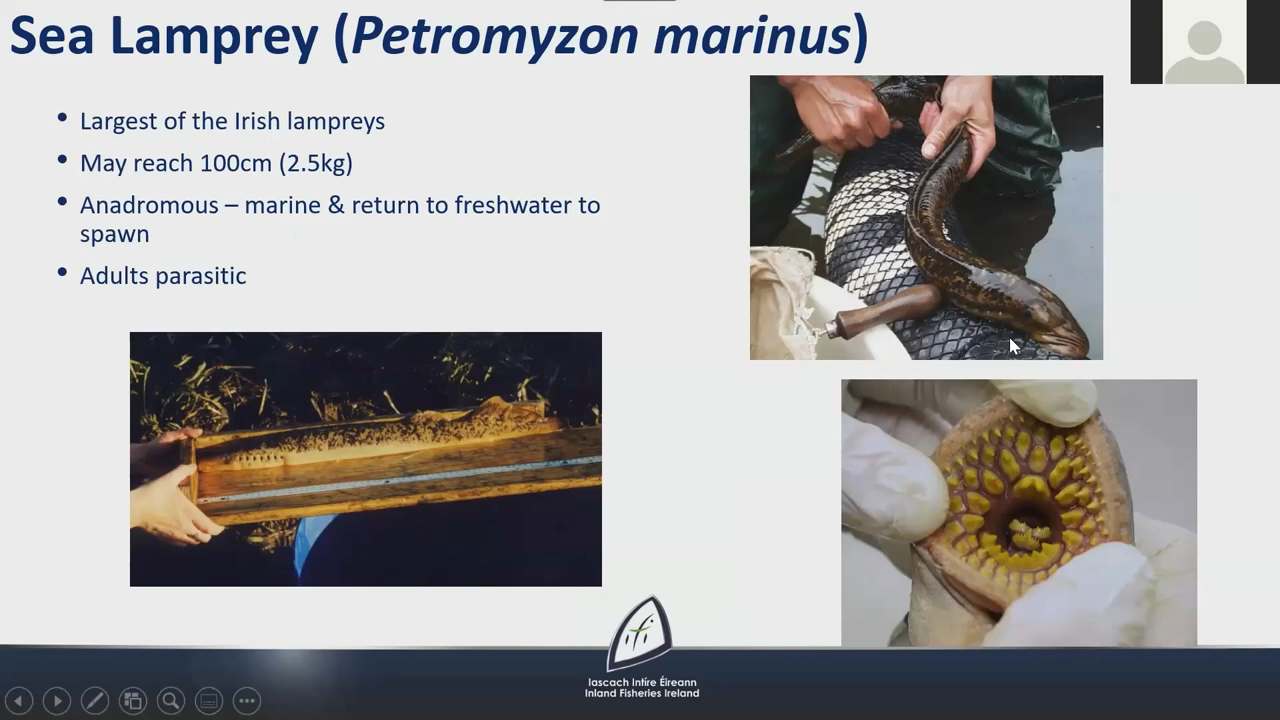 Sea Lamprey (Petromyzon marinus)
• Largest of the Irish lampreys
• May reach 100cm (2.5kg)
• Anadromous – marine & return to freshwater to
spawn
• Adults parasitic
ifi
Iascach Intíre Éireann
Inland Fisheries Ireland